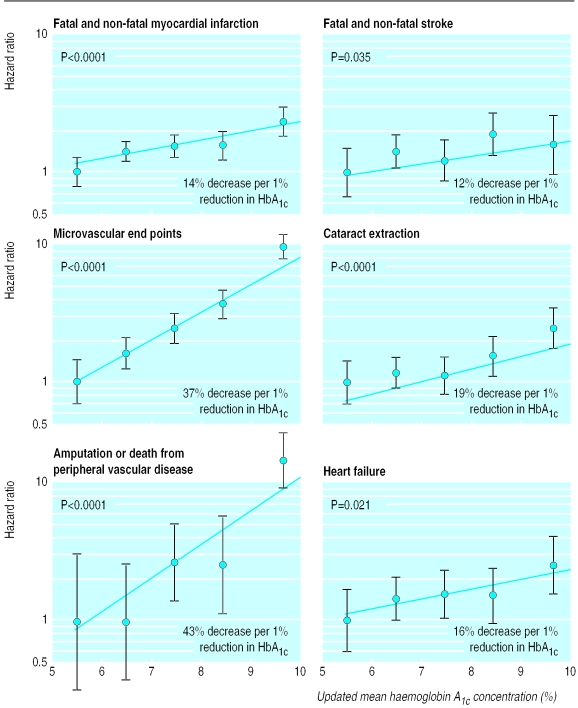 Fatal and non-fatal myocardial infarction
Fatal and non-fatal stroke
Hazard ratio
10
1
0.5
P<0.0001
14% decrease per 1%
reduction in HbA1c
P=0.035
12% decrease per 1%
reduction in HbA1c
Microvascular end points
Cataract extraction
Hazard ratio
10
1
0.5
P<0.0001
37% decrease per 1%
reduction in HbA1c
P<0.0001
19% decrease per 1%
reduction in HbA1c
Amputation or death from
peripheral vascular disease
Heart failure
Hazard ratio
10
1
0.5
P<0.0001
43% decrease per 1%
reduction in HbA1c
P=0.021
16% decrease per 1%
reduction in HbA1c
5 6 7 8 9 10
5 6 7 8 9 10
Updated mean haemoglobin A1c concentration (%)